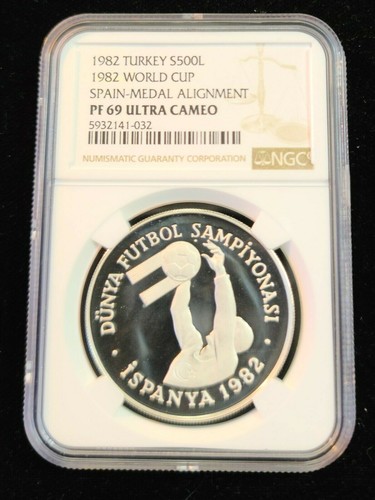 1982 TURKEY S500L
1982 WORLD CUP
SPAIN-MEDAL ALIGNMENT
PF 69 ULTRA CAMEO
5932141-032
NUMISMATIC GUARANTY CORPORATION
NGC
DÜNYA FUTBOL ŞAMPİYONASI
• İSPANYA 1982 •